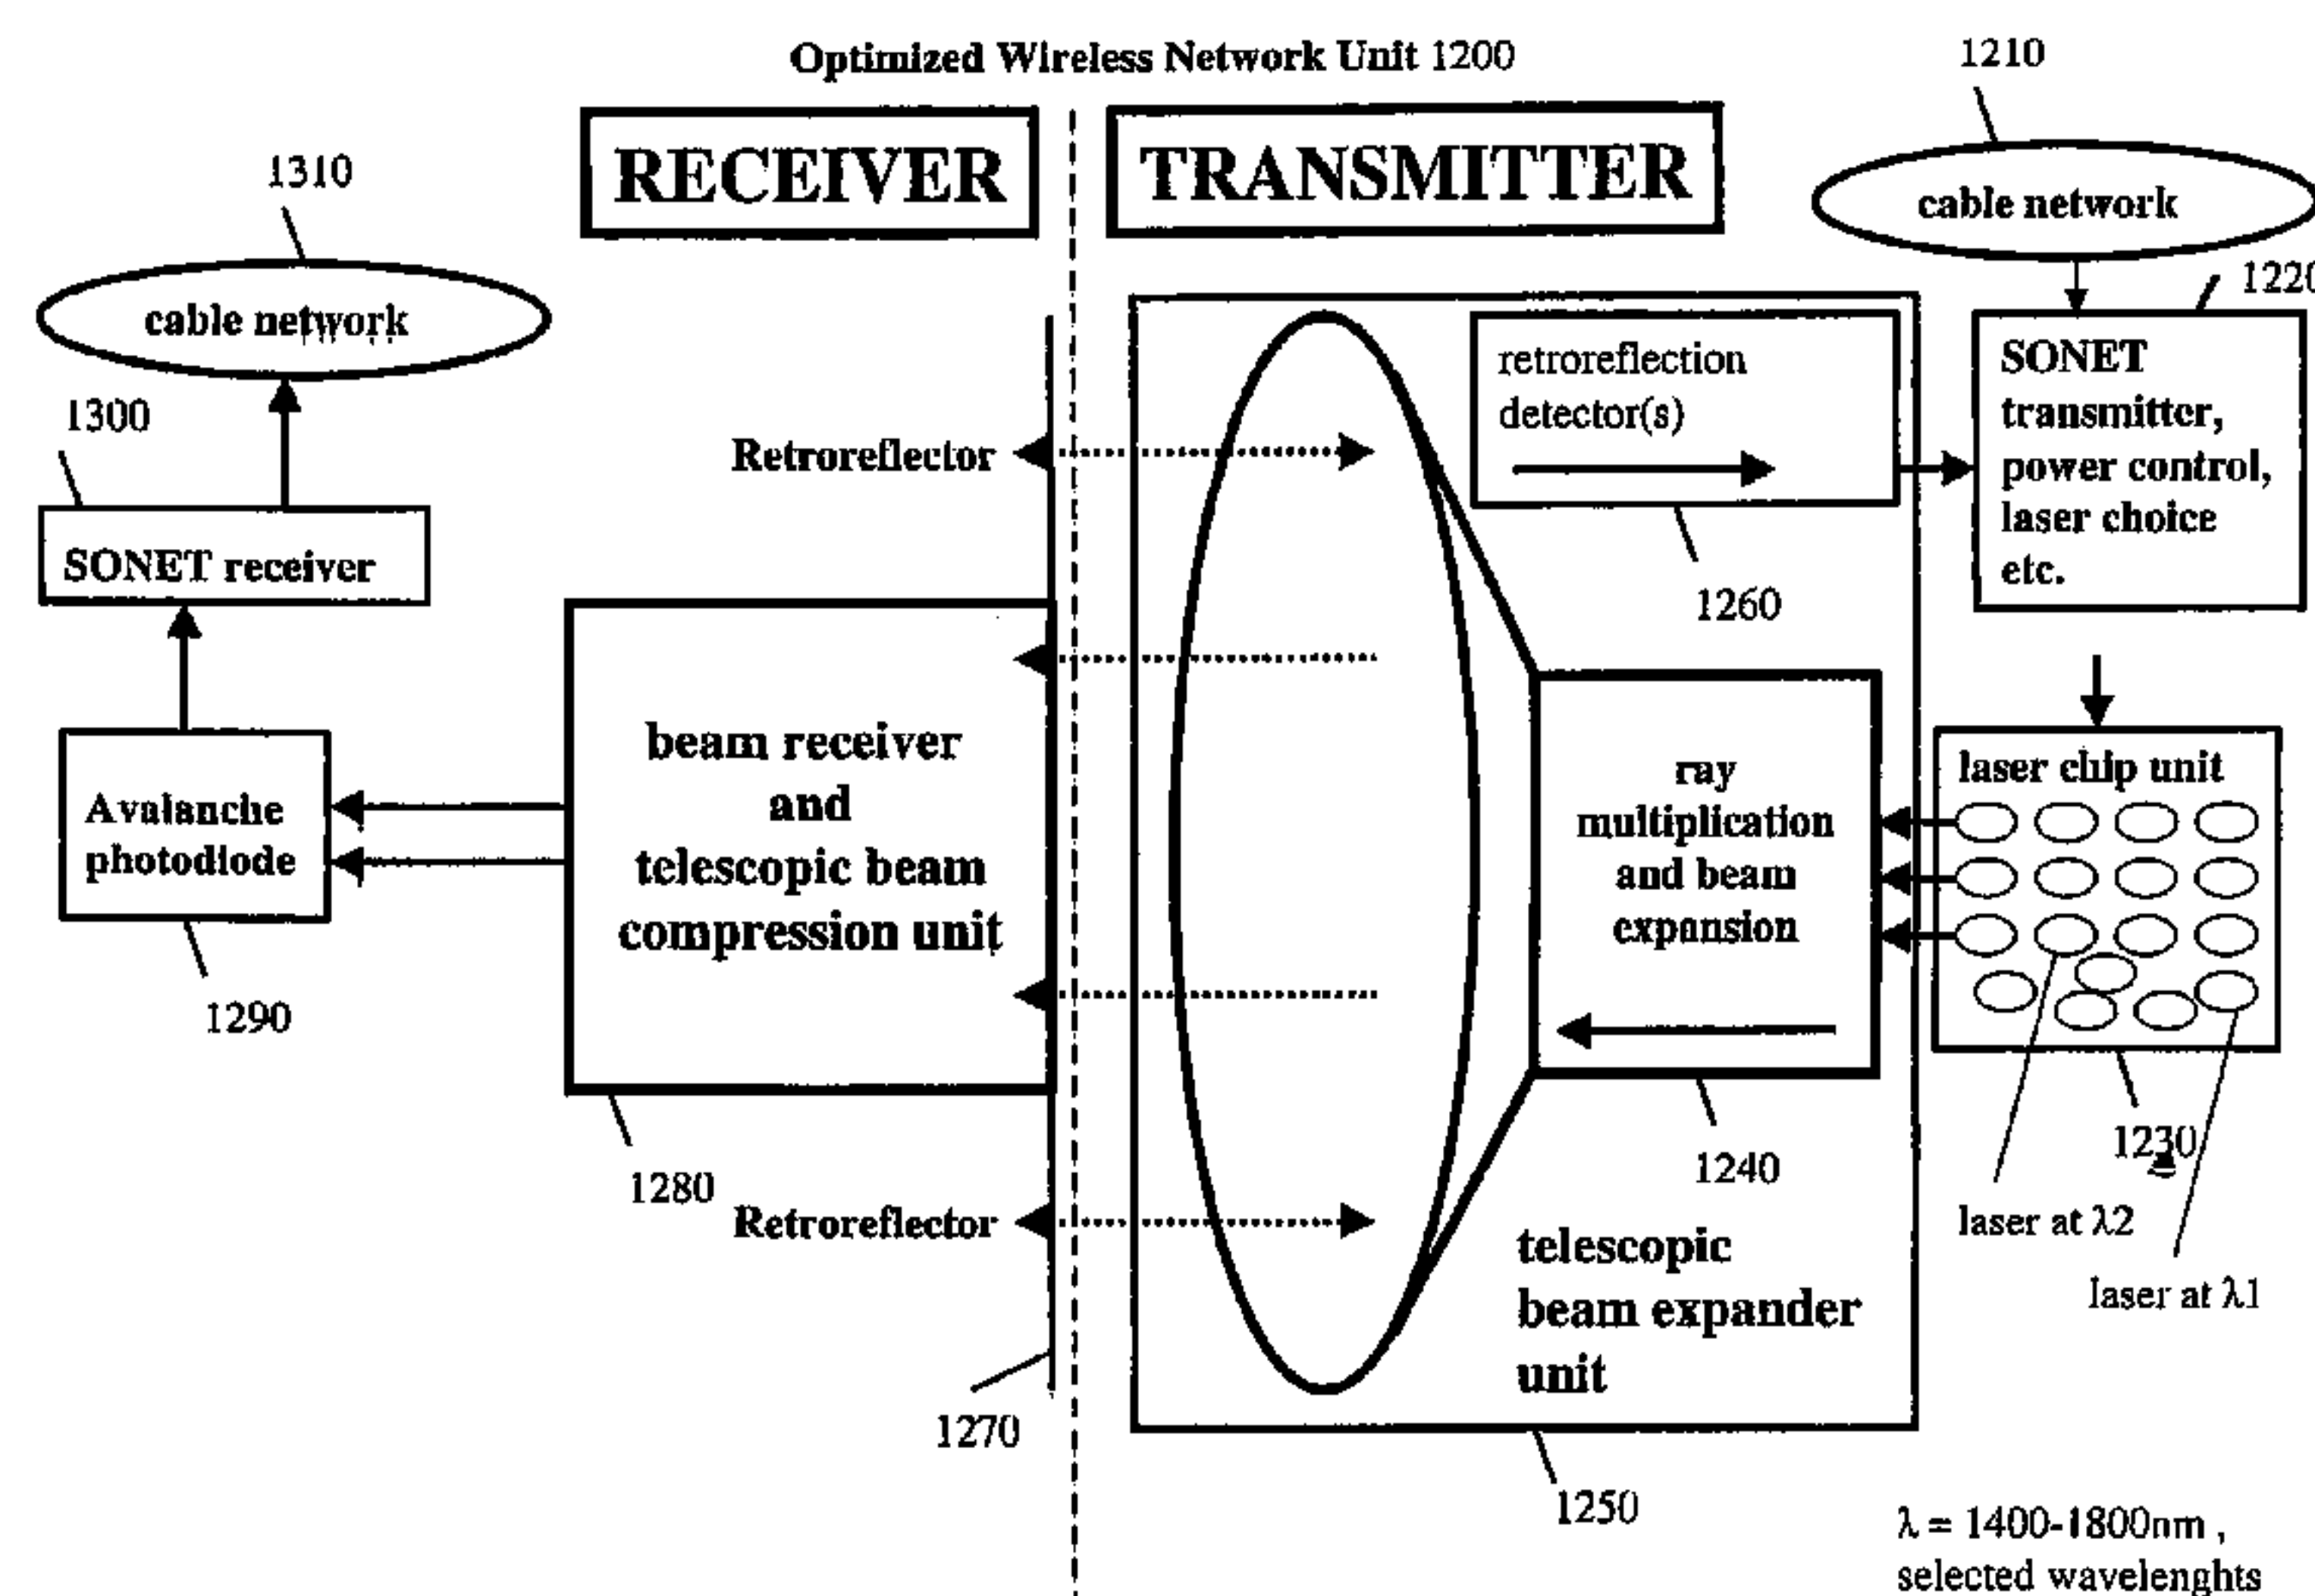 Optimized Wireless Network Unit 1200
RECEIVER
TRANSMITTER
1210
cable network
1220
SONET
transmitter,
power control,
laser choice
etc.
1310
cable network
1300
SONET receiver
Avalanche
photodiode
1290
beam receiver
and
telescopic beam
compression unit
1280
Retroreflector
Retroreflector
1270
retroreflection
detector(s)
1260
ray
multiplication
and beam
expansion
1240
telescopic
beam expander
unit
1250
laser chip unit
1230
laser at λ2
laser at λ1
λ = 1400-1800nm ,
selected wavelenghts